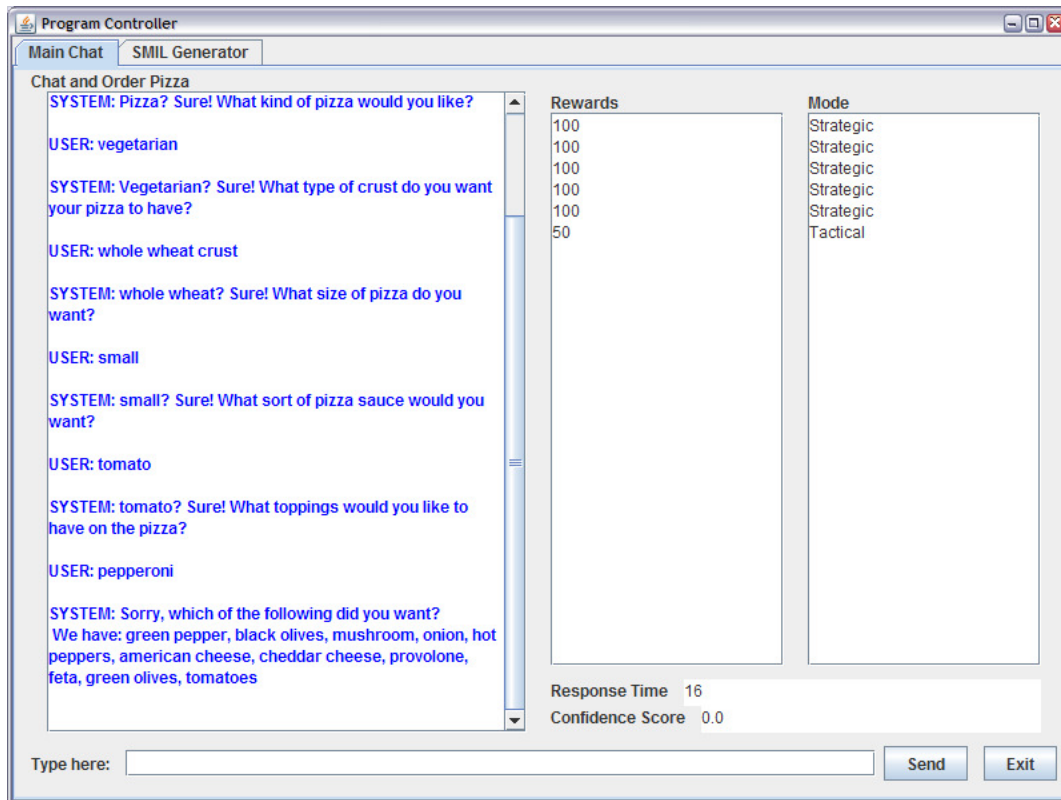 Program Controller
Main Chat
SMIL Generator
Chat and Order Pizza
SYSTEM: Pizza? Sure! What kind of pizza would you like?
USER: vegetarian
SYSTEM: Vegetarian? Sure! What type of crust do you want
your pizza to have?
USER: whole wheat crust
SYSTEM: whole wheat? Sure! What size of pizza do you
want?
USER: small
SYSTEM: small? Sure! What sort of pizza sauce would you
want?
USER: tomato
SYSTEM: tomato? Sure! What toppings would you like to
have on the pizza?
USER: pepperoni
SYSTEM: Sorry, which of the following did you want?
We have: green pepper, black olives, mushroom, onion, hot
peppers, american cheese, cheddar cheese, provolone,
feta, green olives, tomatoes
Rewards
100
100
100
100
100
50
Mode
Strategic
Strategic
Strategic
Strategic
Strategic
Tactical
Response Time 16
Confidence Score 0.0
Type here:
Send
Exit